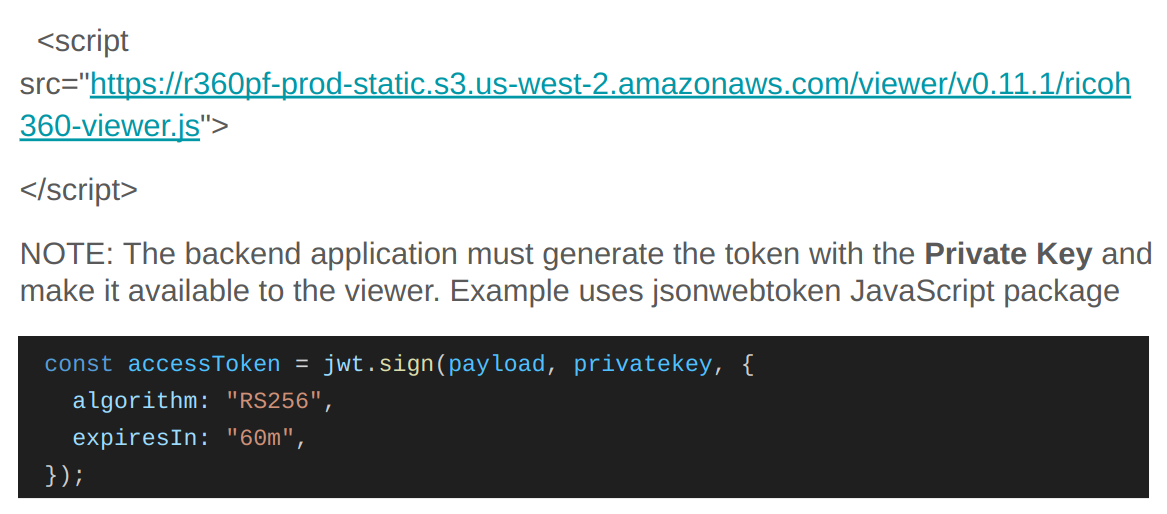 <script
src="https://r360pf-prod-static.s3.us-west-2.amazonaws.com/viewer/v0.11.1/ricoh
360-viewer.js">
</script>
NOTE: The backend application must generate the token with the Private Key and
make it available to the viewer. Example uses jsonwebtoken JavaScript package
const accessToken = jwt.sign(payload, privatekey, {
  algorithm: "RS256",
  expiresIn: "60m",
});